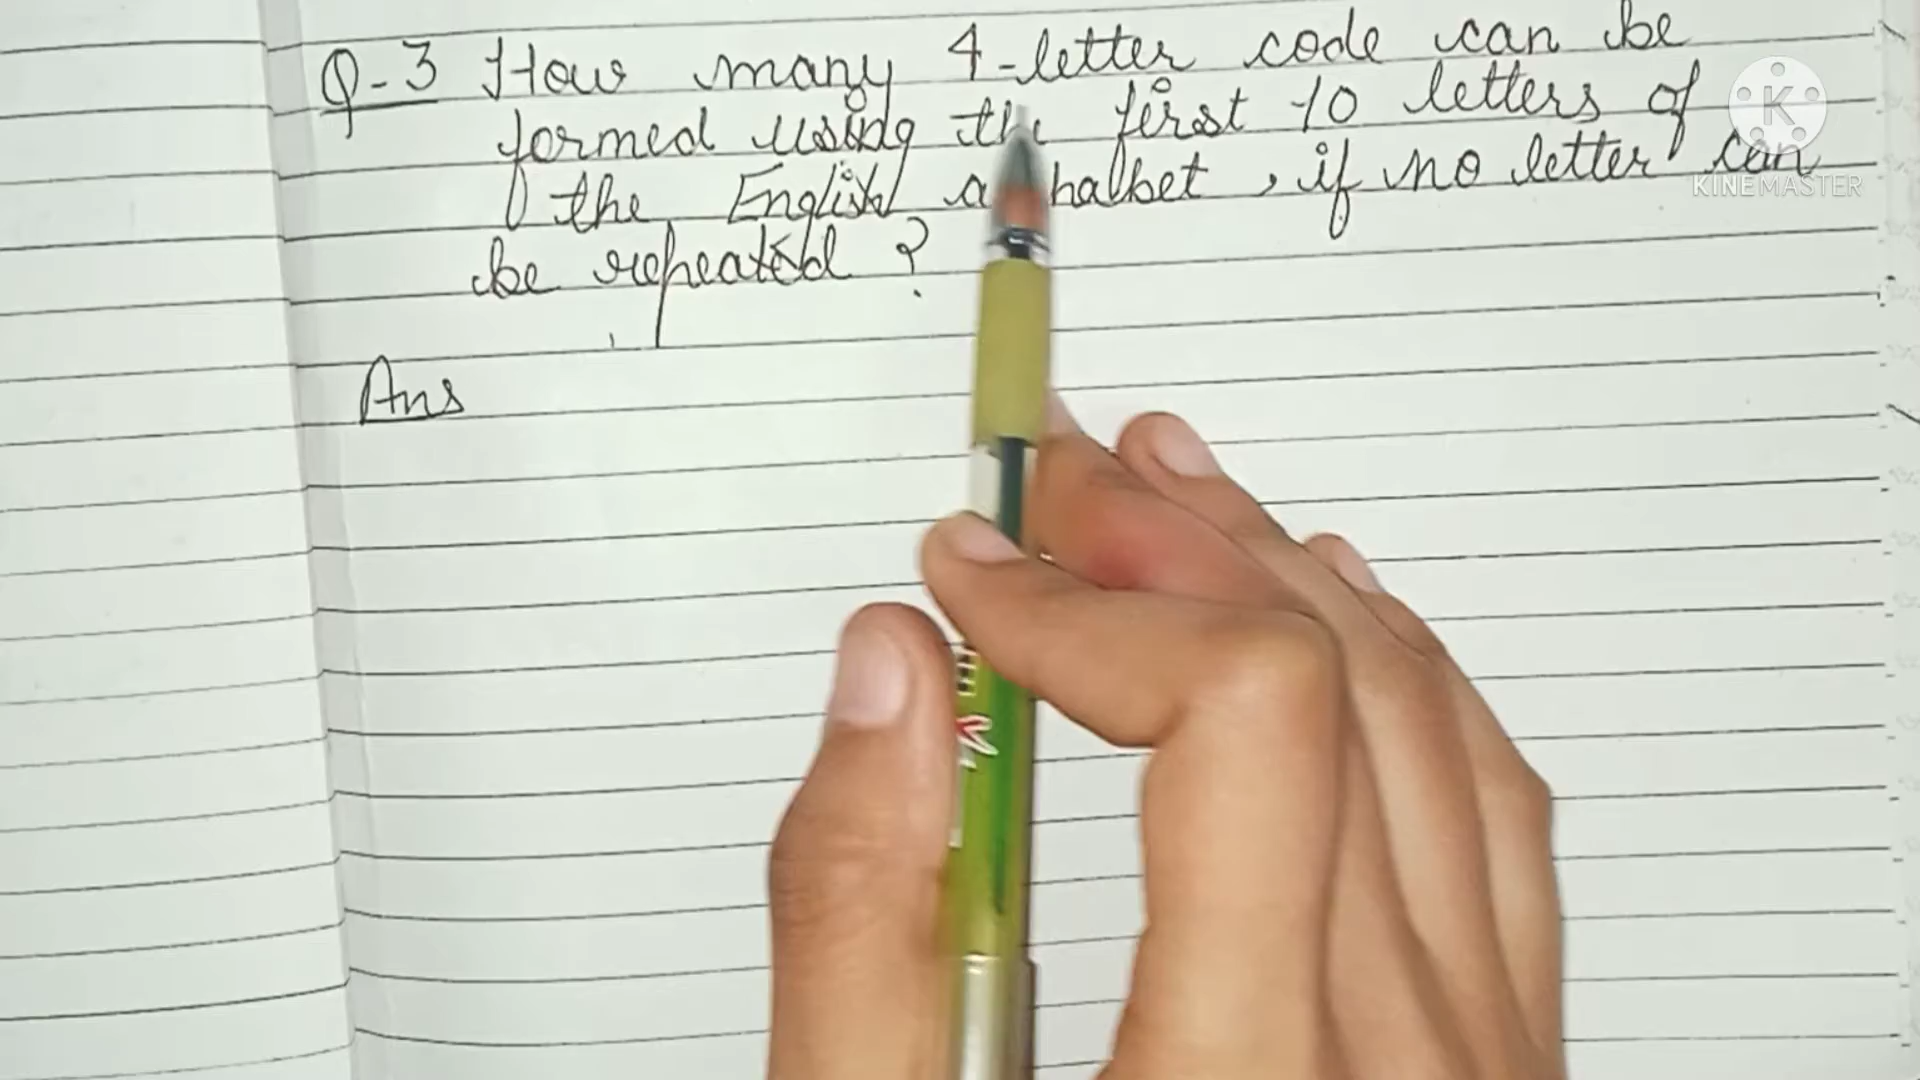 Q-3 How many 4-letter code can be
formed using the first 10 letters of
the English alphabet, if no letter can
be repeated ?
Ans
K
KINEMASTER